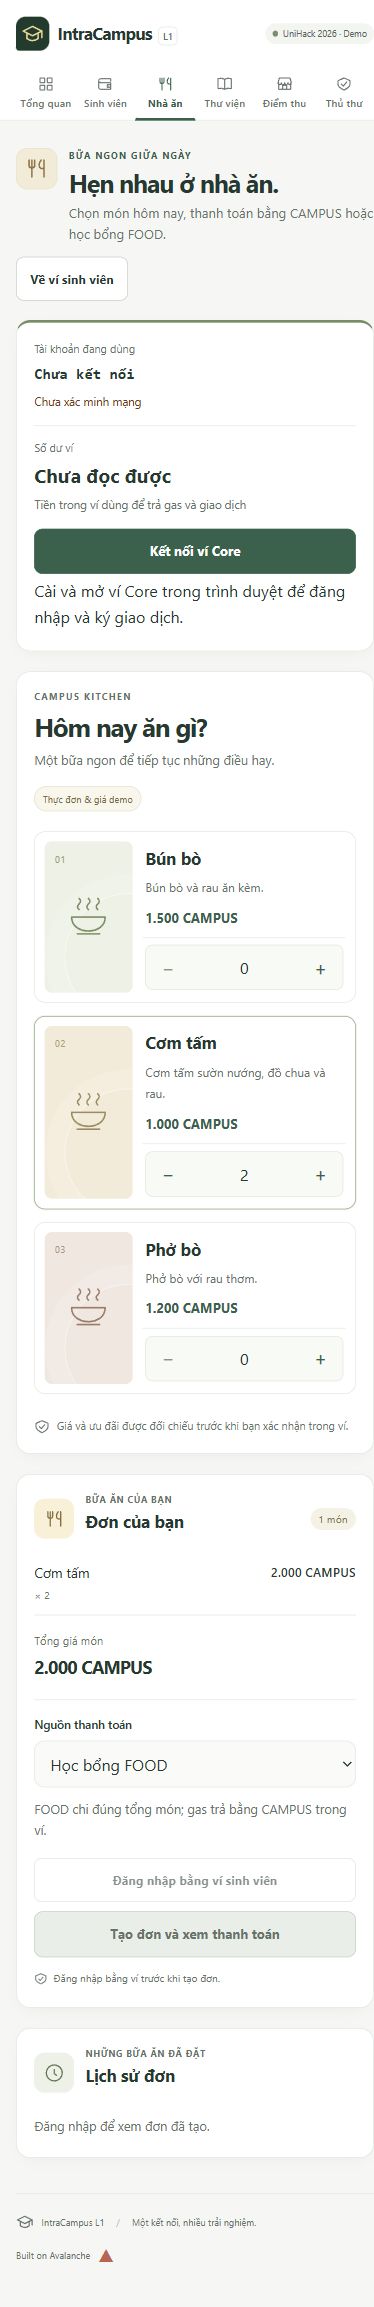 IntraCampus L1
UniHack 2026 · Demo
Tổng quan
Sinh viên
Nhà ăn
Thư viện
Điểm thu
Thủ thư
BỮA NGON GIỮA NGÀY
Hẹn nhau ở nhà ăn.
Chọn món hôm nay, thanh toán bằng CAMPUS hoặc
học bổng FOOD.
Về ví sinh viên
Tài khoản đang dùng
Chưa kết nối
Chưa xác minh mạng
Số dư ví
Chưa đọc được
Tiền trong ví dùng để trả gas và giao dịch
Kết nối ví Core
Cài và mở ví Core trong trình duyệt để đăng
nhập và ký giao dịch.
CAMPUS KITCHEN
Hôm nay ăn gì?
Một bữa ngon để tiếp tục những điều hay.
Thực đơn & giá demo
01
Bún bò
Bún bò và rau ăn kèm.
1.500 CAMPUS
− 0 +
02
Cơm tấm
Cơm tấm sườn nướng, đồ chua và
rau.
1.000 CAMPUS
− 2 +
03
Phở bò
Phở bò với rau thơm.
1.200 CAMPUS
− 0 +
Giá và ưu đãi được đối chiếu trước khi bạn xác nhận trong ví.
BỮA ĂN CỦA BẠN
Đơn của bạn
1 món
Cơm tấm
2.000 CAMPUS
× 2
Tổng giá món
2.000 CAMPUS
Nguồn thanh toán
Học bổng FOOD
FOOD chi đúng tổng món; gas trả bằng CAMPUS trong
ví.
Đăng nhập bằng ví sinh viên
Tạo đơn và xem thanh toán
Đăng nhập bằng ví trước khi tạo đơn.
NHỮNG BỮA ĂN ĐÃ ĐẶT
Lịch sử đơn
Đăng nhập để xem đơn đã tạo.
IntraCampus L1 / Một kết nối, nhiều trải nghiệm.
Built on Avalanche